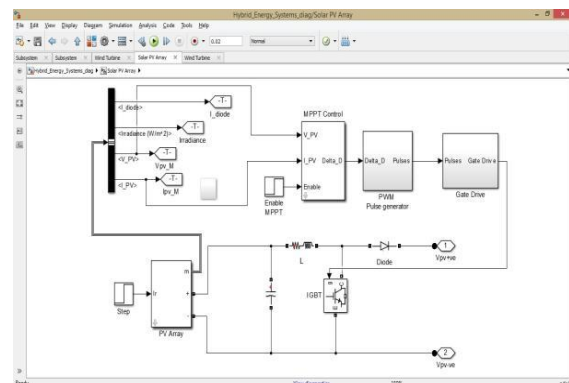 Hybrid_Energy_Systems_diag/Solar PV Array
File Edit View Display Diagram Simulation Analysis Code Tools Help
0.02
Normal
Subsystem
Subsystem
Wind Turbine
Solar PV Array
Wind Turbine
Hybrid_Energy_Systems_diag
Solar PV Array
<I_diode>
-T-
I_diode
<Irradiance (W/m^2)>
-T-
Irradiance
<V_PV>
-T-
Vpv_M
<I_PV>
-T-
Ipv_M
MPPT Control
V_PV
I_PV
Delta_D
Enable
Enable
MPPT
Delta_D
Pulses
PWM
Pulse generator
Pulses
Gate Drive
Gate Drive
L
Diode
1
Vpv+ve
IGBT
g
C
E
m
Ir
+
-
Step
PV Array
2
Vpv-ve
Ready